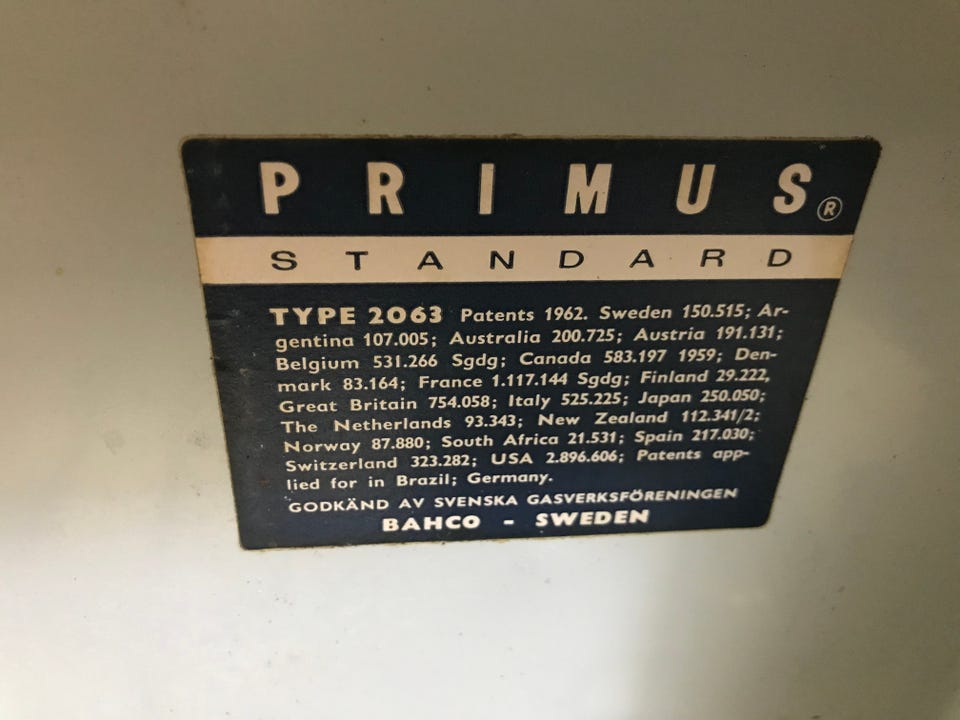 PRIMUS®
STANDARD
TYPE 2063 Patents 1962. Sweden 150.515; Ar-
gentina 107.005; Australia 200.725; Austria 191.131;
Belgium 531.266 Sgdg; Canada 583.197 1959; Den-
mark 83.164; France 1.117.144 Sgdg; Finland 29.222,
Great Britain 754.058; Italy 525.225; Japan 250.050;
The Netherlands 93.343; New Zealand 112.341/2;
Norway 87.880; South Africa 21.531; Spain 217.030;
Switzerland 323.282; USA 2.896.606; Patents app-
lied for in Brazil; Germany.
GODKÄND AV SVENSKA GASVERKSFÖRENINGEN
BAHCO - SWEDEN